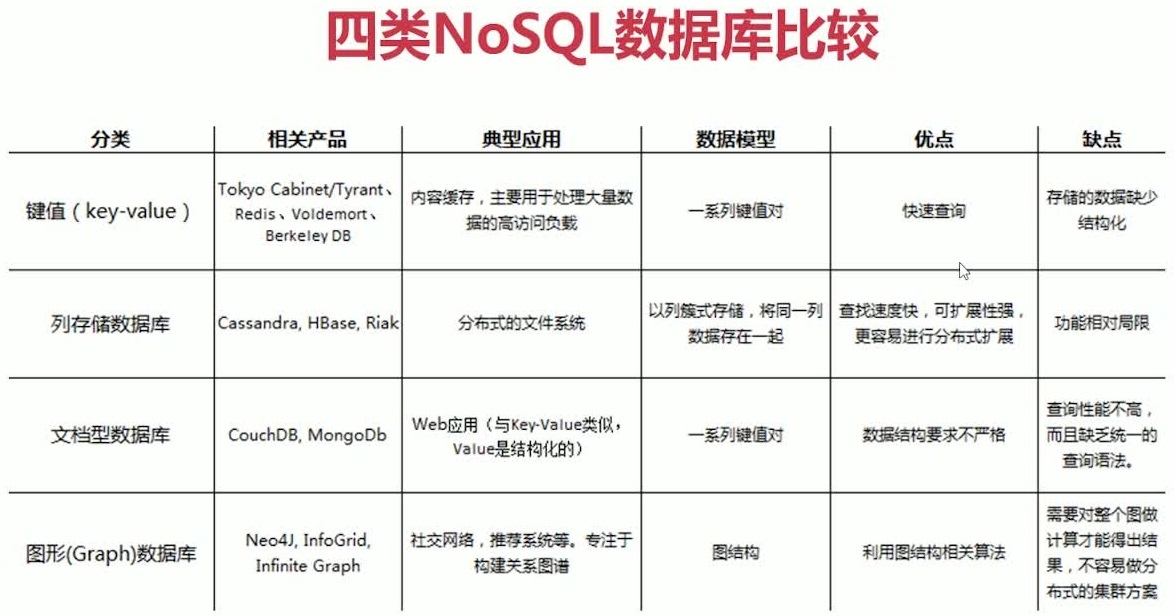 四类NoSQL数据库比较
分类 相关产品 典型应用 数据模型 优点 缺点
键值（key-value）
Tokyo Cabinet/Tyrant、
Redis、Voldemort、
Berkeley DB
内容缓存，主要用于处理大量数
据的高访问负载
一系列键值对
快速查询
存储的数据缺少
结构化
列存储数据库
Cassandra, HBase, Riak
分布式的文件系统
以列簇式存储，将同一列
数据存在一起
查找速度快，可扩展性强，
更容易进行分布式扩展
功能相对局限
文档型数据库
CouchDB, MongoDb
Web应用（与Key-Value类似，
Value是结构化的）
一系列键值对
数据结构要求不严格
查询性能不高，
而且缺乏统一的
查询语法。
图形(Graph)数据库
Neo4J, InfoGrid,
Infinite Graph
社交网络，推荐系统等。专注于
构建关系图谱
图结构
利用图结构相关算法
需要对整个图做
计算才能得出结
果，不容易做分
布式的集群方案